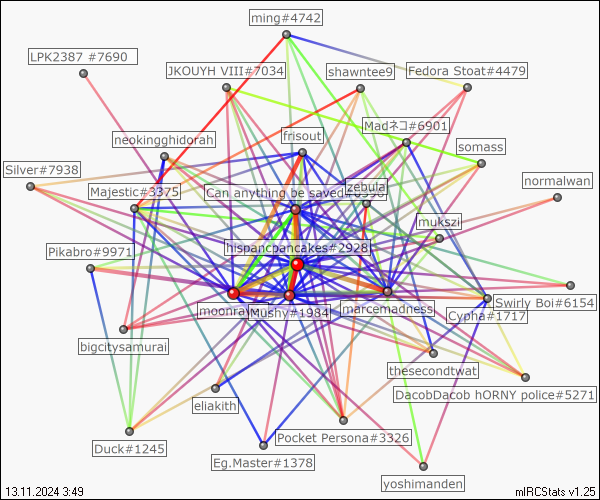 ming#4742
LPK2387 #7690
JKOUYH VIII#7034
shawntee9
Fedora Stoat#4479
Madネコ#6901
neokingghidorah
frisout
somass
Silver#7938
Majestic#3375
Can anything be saved
zebula
normalwan
mukszi
Pikabro#9971
hispanicpancakes#2928
moonra
Mushy#1984
marcemadness
Cypha#1717
Swirly Boi#6154
bigcitysamurai
thesecondtwat
DacobDacob hORNY police#5271
eliakith
Pocket Persona#3326
Duck#1245
Eg.Master#1378
yoshimanden
13.11.2024 3:49
mIRCStats v1.25